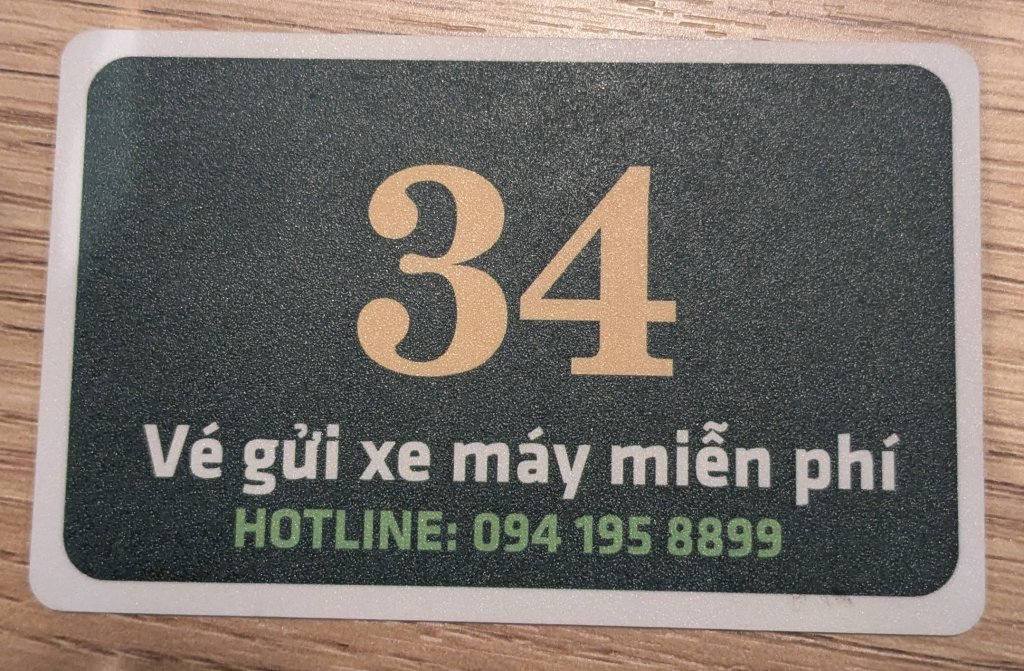 34
Vé gửi xe máy miễn phí
HOTLINE: 094 195 8899